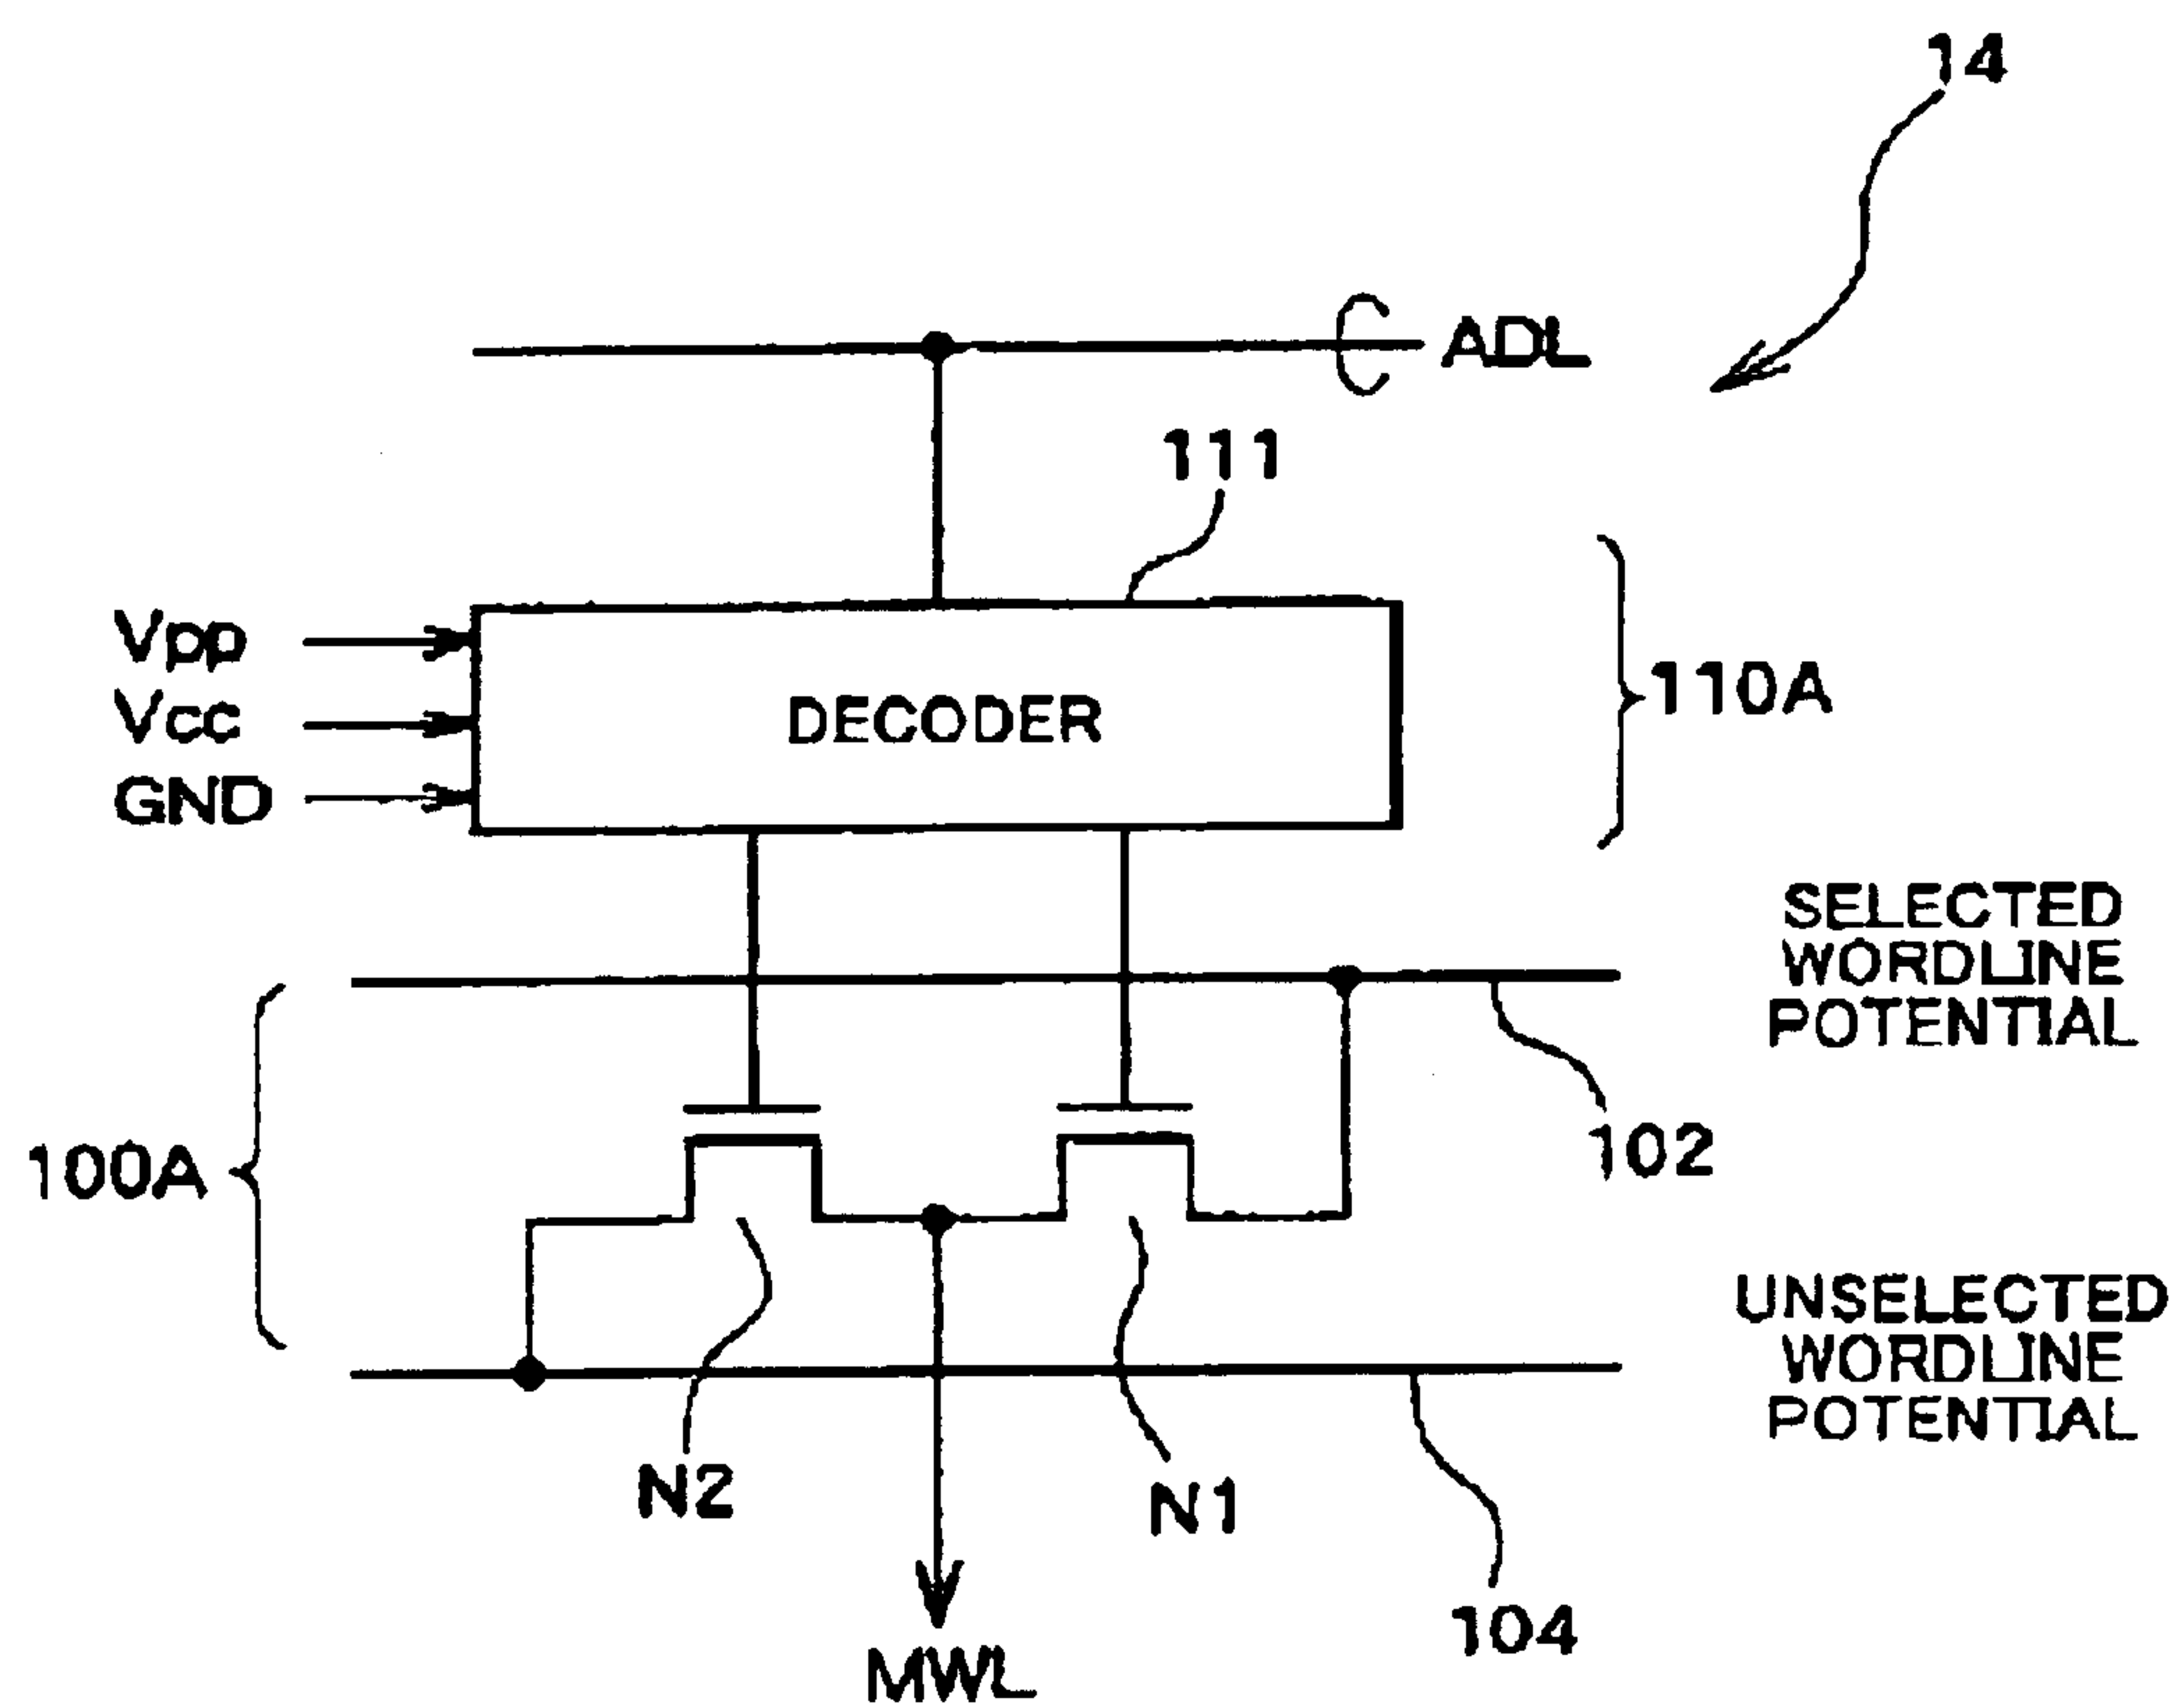 14
ADL
111
Vpp
Vcc
GND
DECODER
110A
SELECTED
WORDLINE
POTENTIAL
100A
102
UNSELECTED
WORDLINE
POTENTIAL
N2
N1
104
MWL